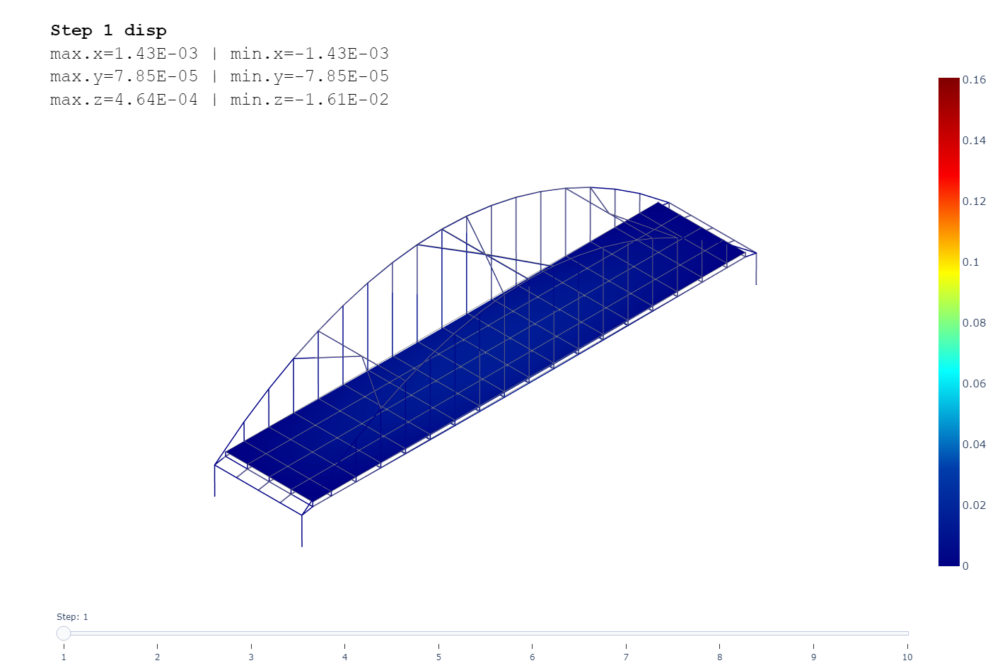 Step 1 disp
max.x=1.43E-03 | min.x=-1.43E-03
max.y=7.85E-05 | min.y=-7.85E-05
max.z=4.64E-04 | min.z=-1.61E-02
0.16
0.14
0.12
0.1
0.08
0.06
0.04
0.02
0
Step: 1
1 2 3 4 5 6 7 8 9 10